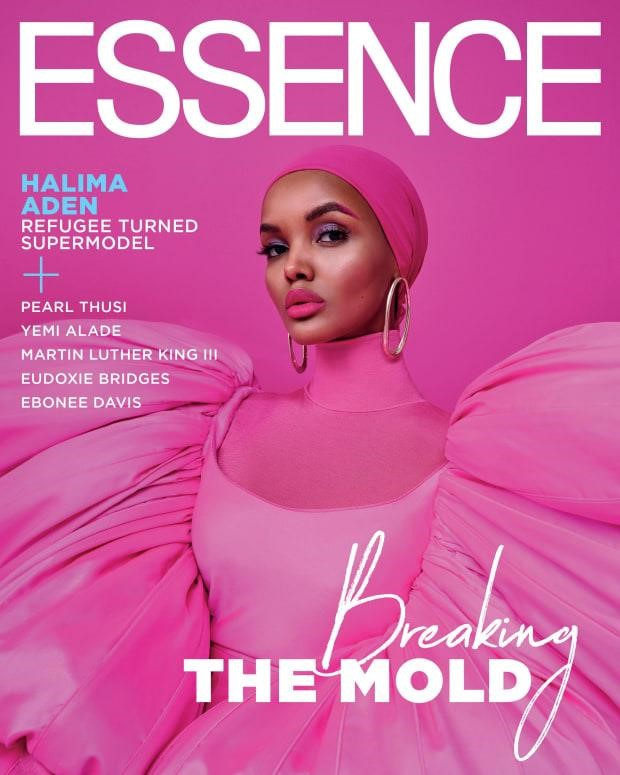 ESSENCE
HALIMA
ADEN
REFUGEE TURNED
SUPERMODEL
+
PEARL THUSI
YEMI ALADE
MARTIN LUTHER KING III
EUDOXIE BRIDGES
EBONEE DAVIS
Breaking
THE MOLD